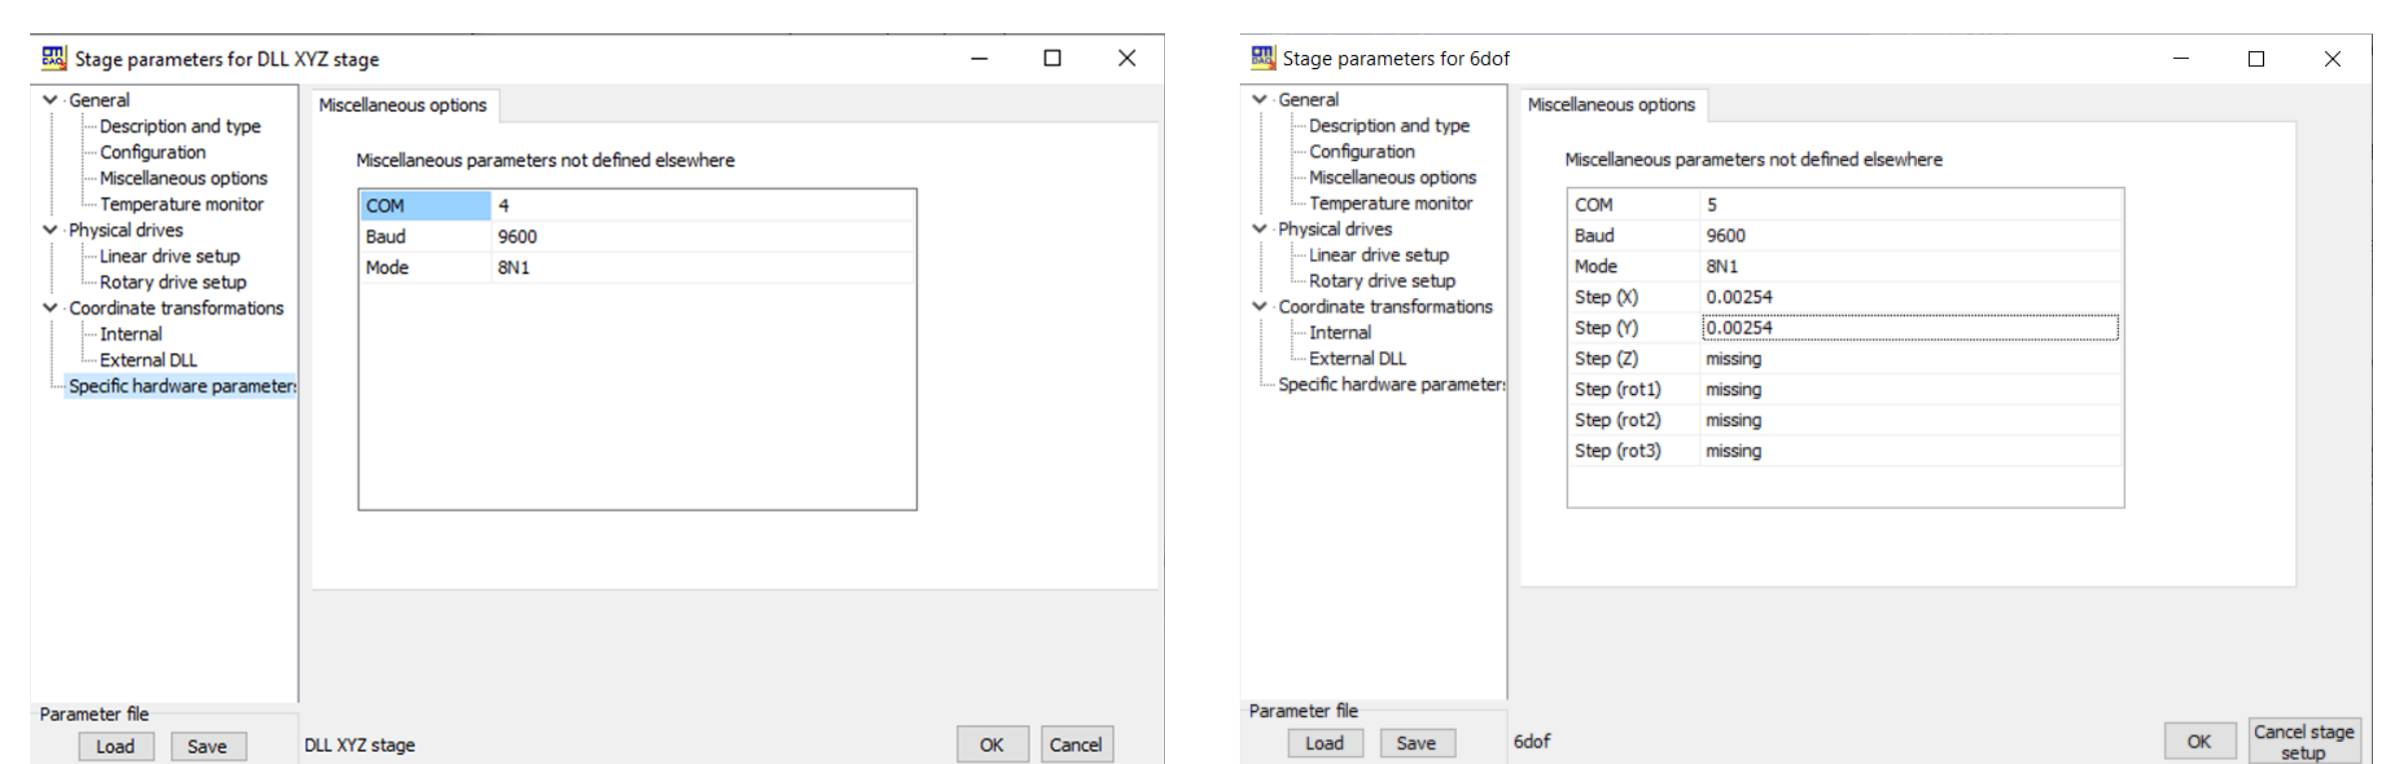 Stage parameters for DLL XYZ stage
General
Description and type
Configuration
Miscellaneous options
Temperature monitor
Physical drives
Linear drive setup
Rotary drive setup
Coordinate transformations
Internal
External DLL
Specific hardware parameters
Miscellaneous options
Miscellaneous parameters not defined elsewhere
COM 4
Baud 9600
Mode 8N1
Parameter file
Load Save
DLL XYZ stage
OK Cancel
Stage parameters for 6dof
General
Description and type
Configuration
Miscellaneous options
Temperature monitor
Physical drives
Linear drive setup
Rotary drive setup
Coordinate transformations
Internal
External DLL
Specific hardware parameters
Miscellaneous options
Miscellaneous parameters not defined elsewhere
COM 5
Baud 9600
Mode 8N1
Step (X) 0.00254
Step (Y) 0.00254
Step (Z) missing
Step (rot1) missing
Step (rot2) missing
Step (rot3) missing
Parameter file
Load Save
6dof
OK
Cancel stage
setup